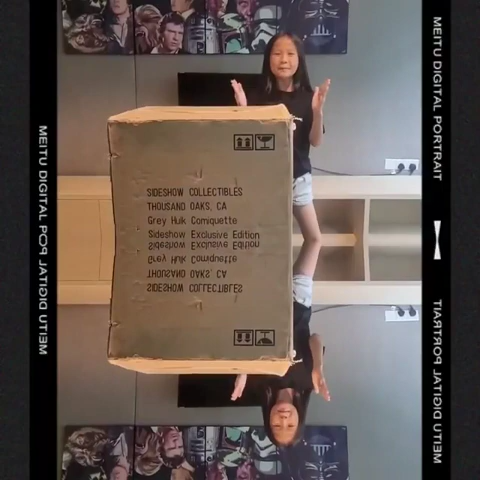 MEITU DIGITAL PORTRAIT
MEITU DIGITAL PORTRAIT
SIDESHOW COLLECTIBLES
THOUSAND OAKS, CA
Grey Hulk Comiquette
Sideshow Exclusive Edition
Sideshow Exclusive Edition
Grey Hulk Comiquette
THOUSAND OAKS, CA
SIDESHOW COLLECTIBLES
MEITU DIGITAL PORTRAIT
MEITU DIGITAL PORTRAIT